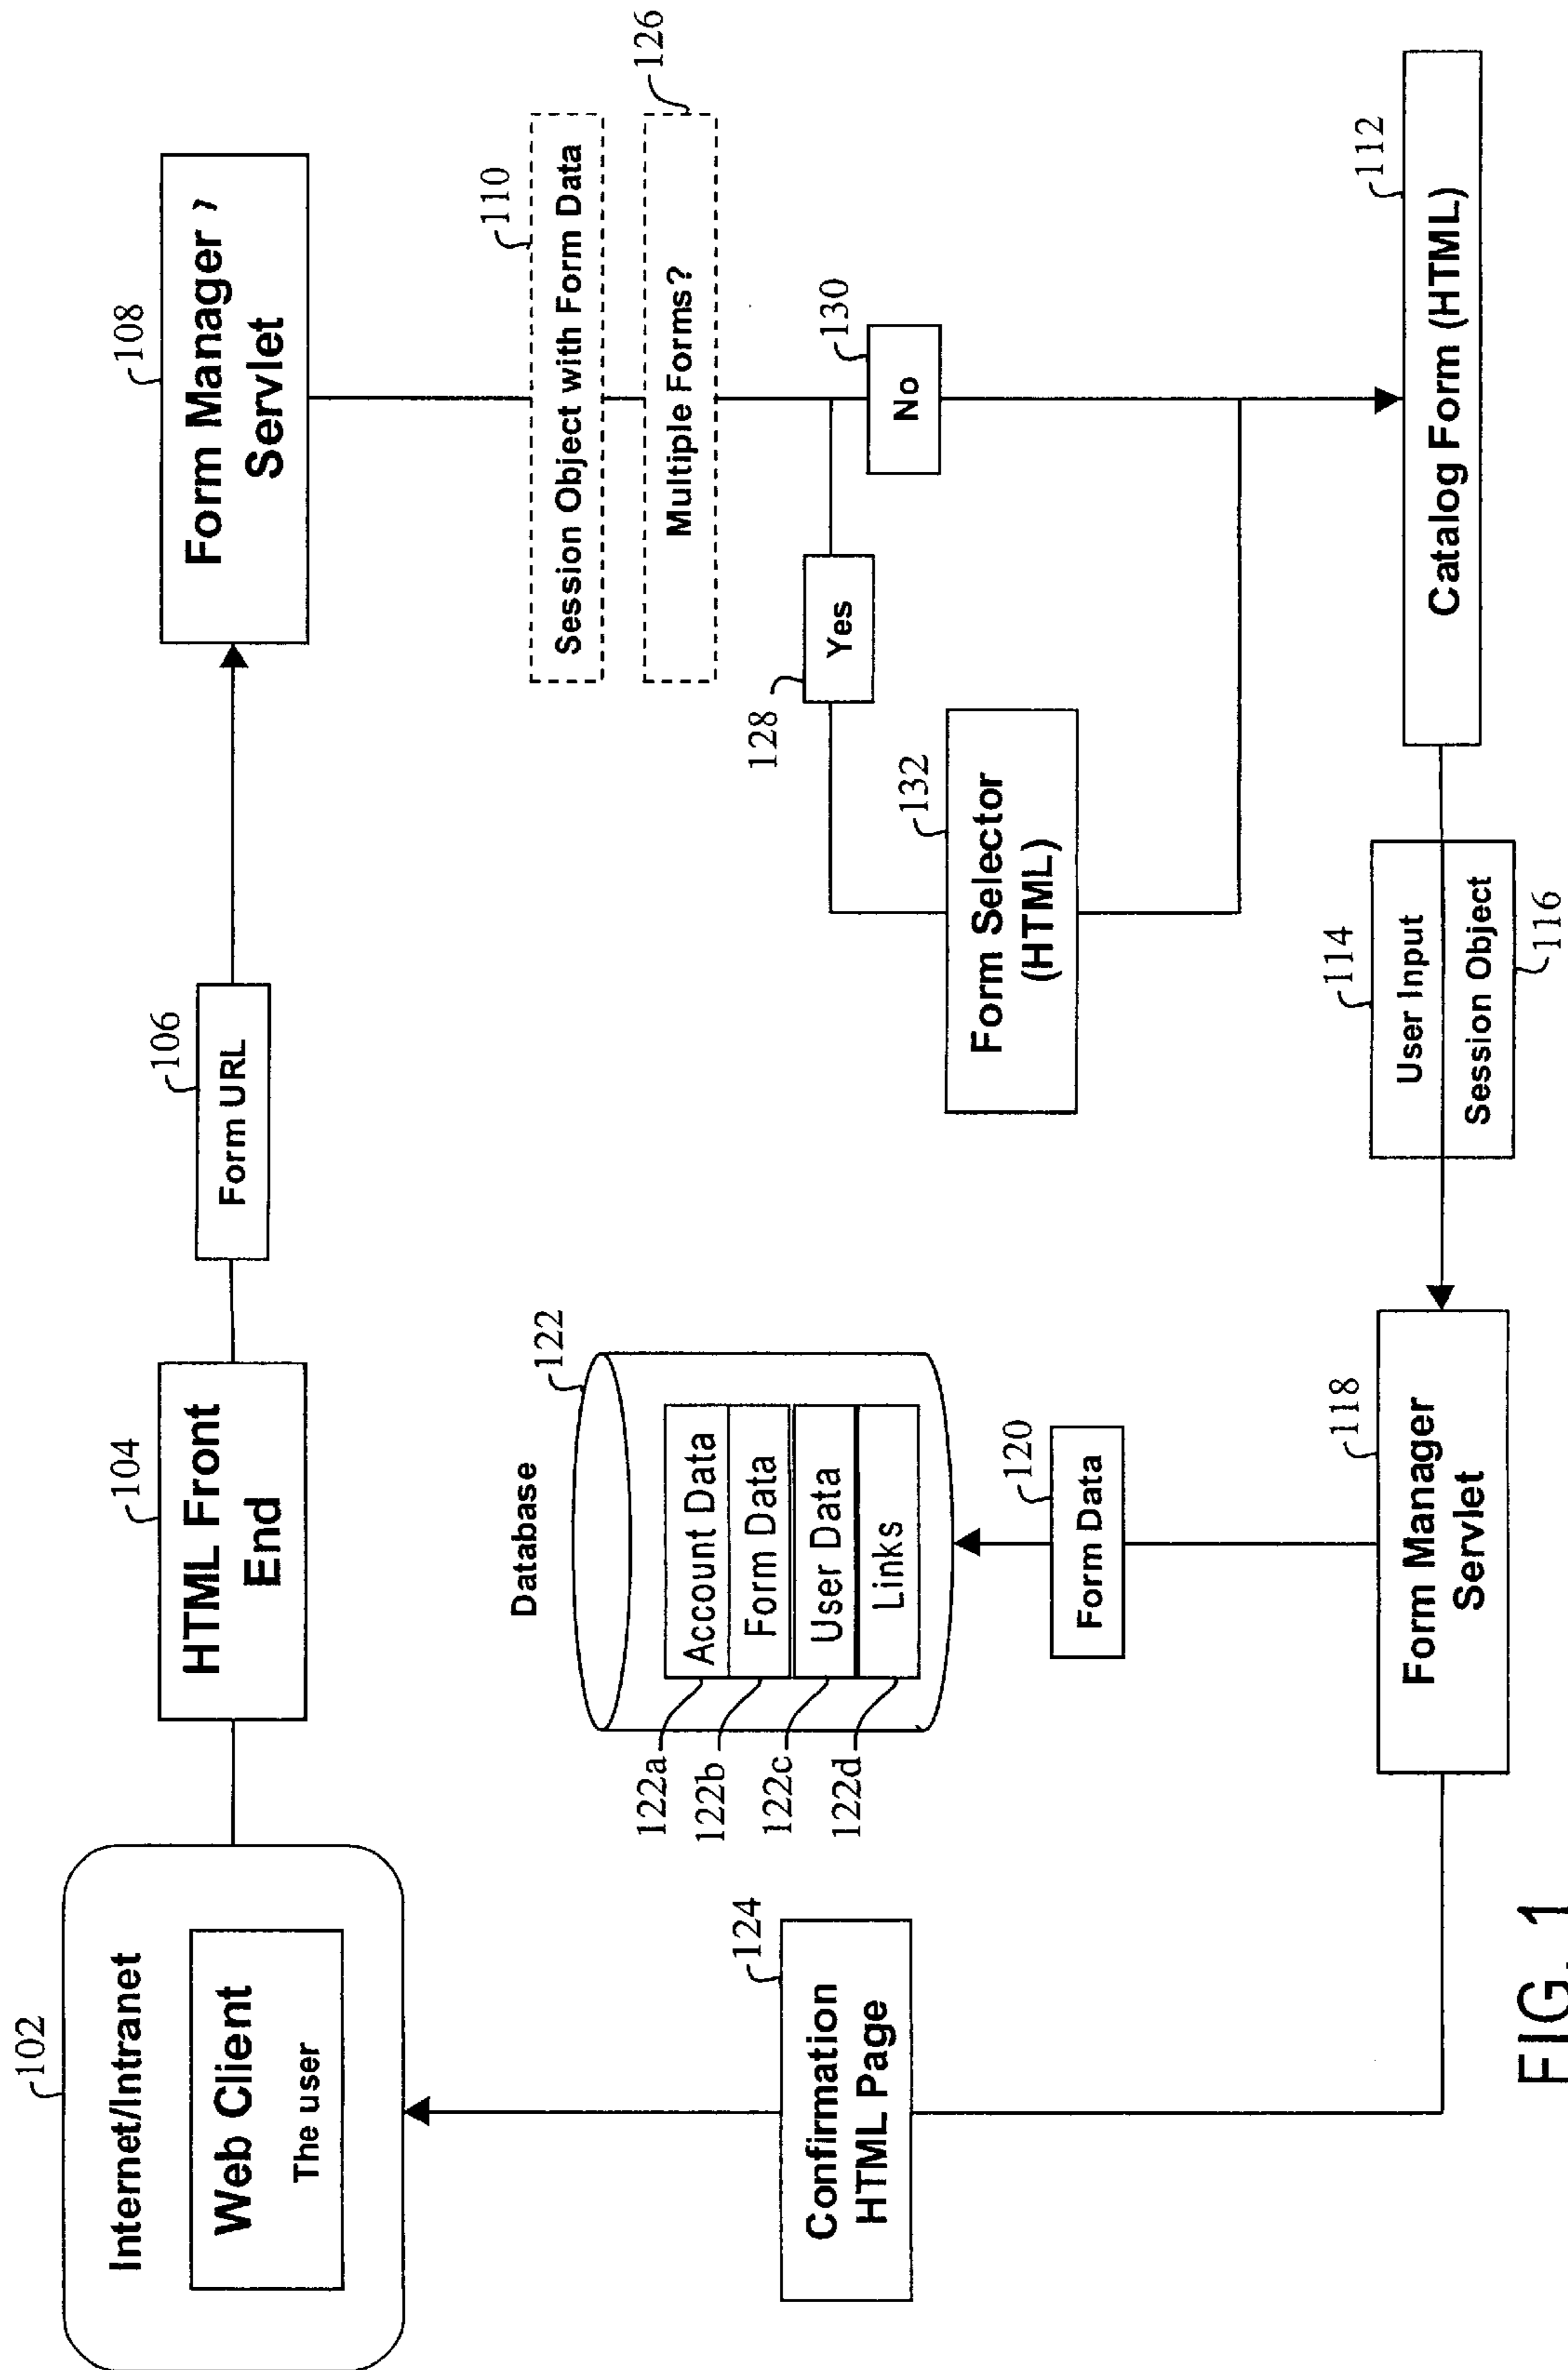 102
Internet/Intranet
Web Client
The user
104
HTML Front
End
106
Form URL
108
Form Manager
Servlet
110
Session Object with Form Data
126
Multiple Forms?
128
Yes
130
No
132
Form Selector
(HTML)
112
Catalog Form (HTML)
114
User Input
Session Object
116
118
Form Manager
Servlet
120
Form Data
Database
122
Account Data
Form Data
User Data
Links
122a
122b
122c
122d
124
Confirmation
HTML Page
FIG. 1